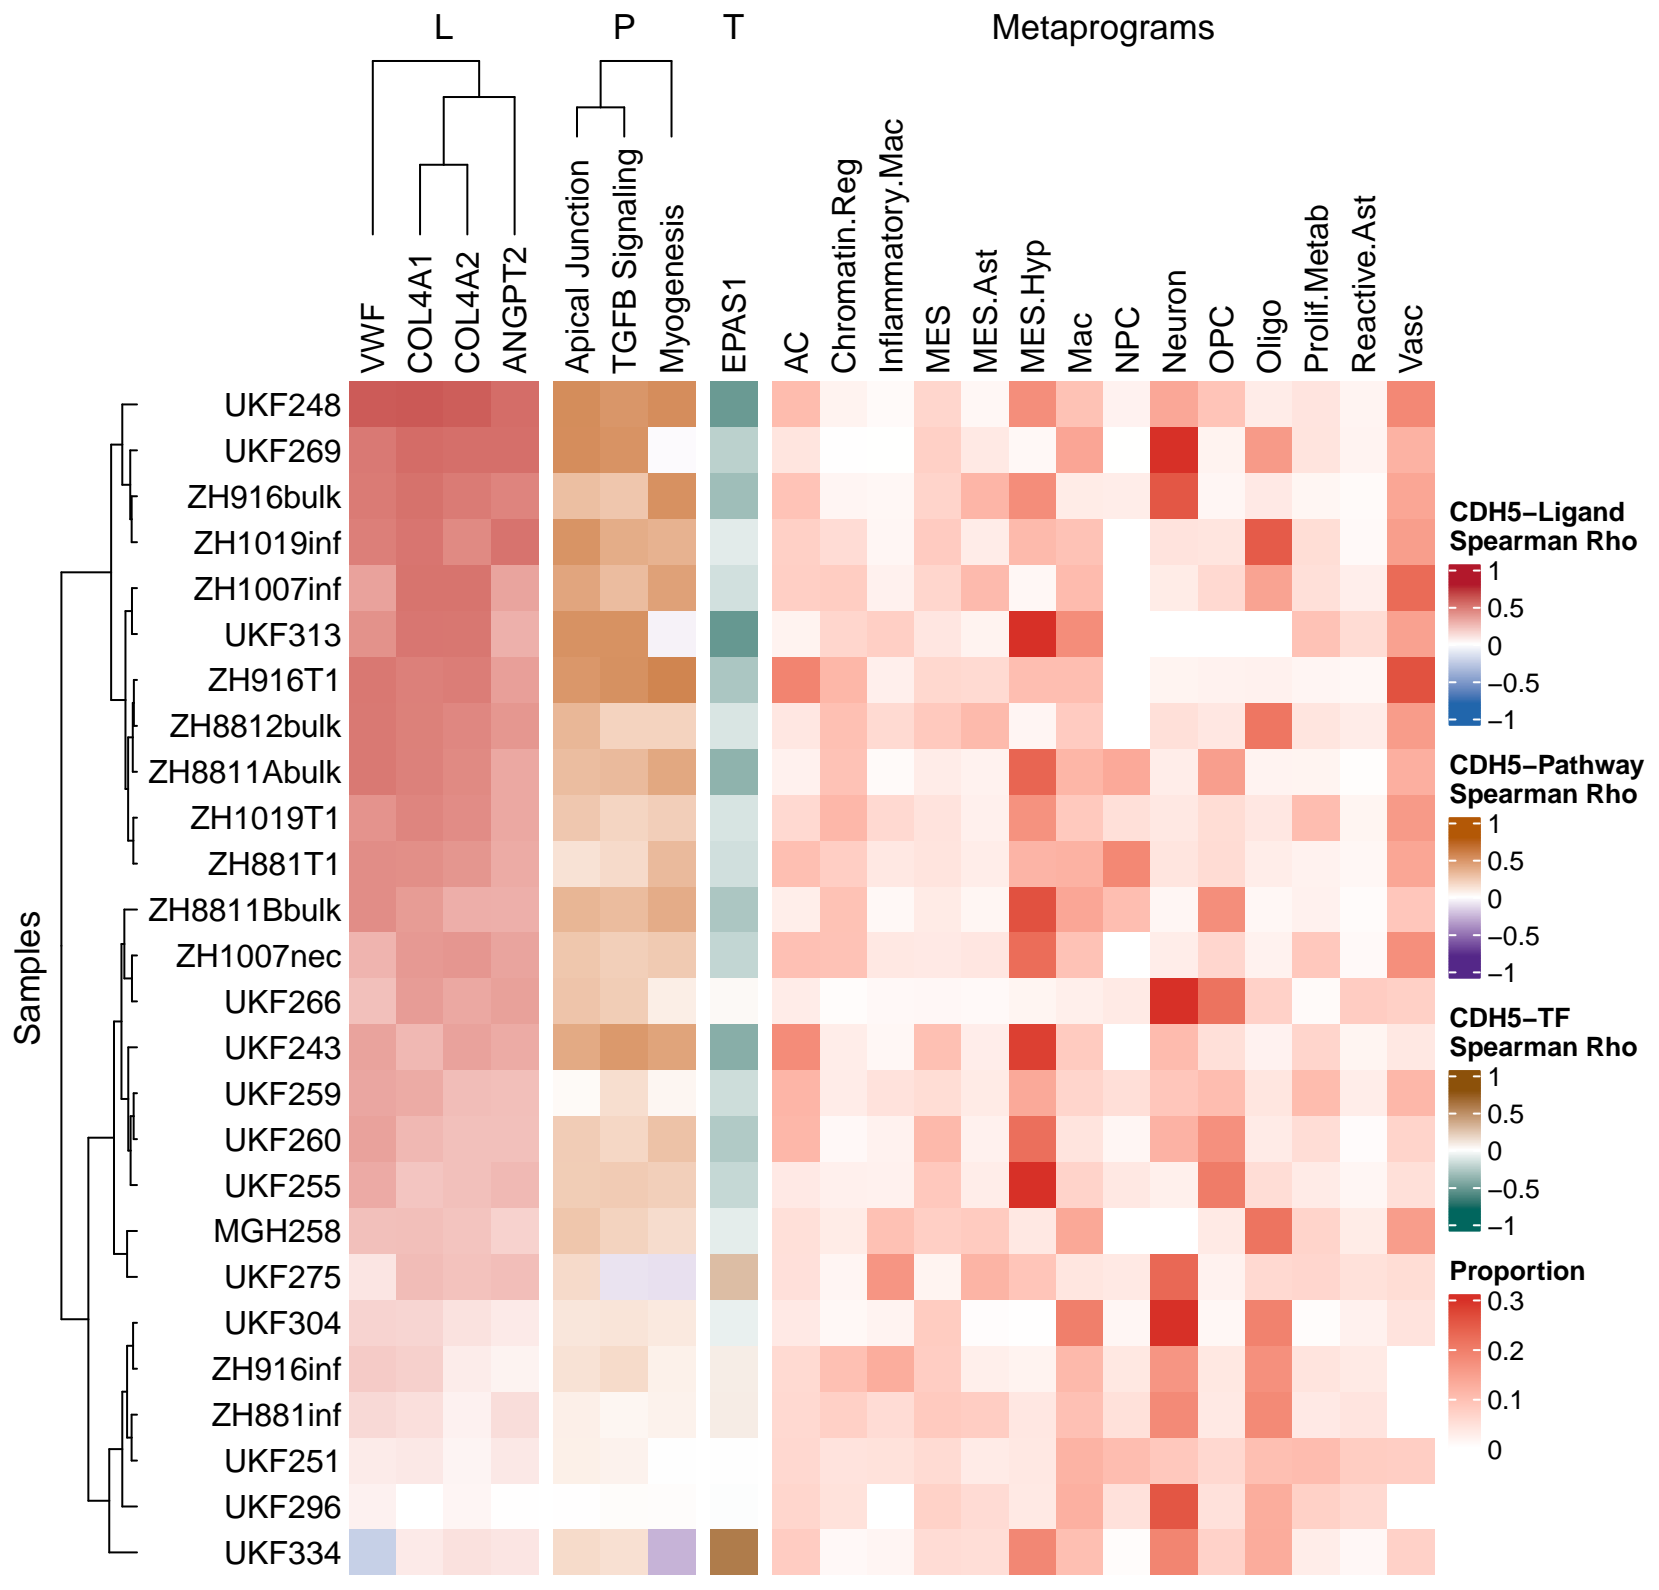 L P T Metaprograms
VWF
COL4A1
COL4A2
ANGPT2
Apical Junction
TGFB Signaling
Myogenesis
EPAS1
AC
Chromatin.Reg
Inflammatory.Mac
MES
MES.Ast
MES.Hyp
Mac
NPC
Neuron
OPC
Oligo
Prolif.Metab
Reactive.Ast
Vasc
Samples
UKF248
UKF269
ZH916bulk
ZH1019inf
ZH1007inf
UKF313
ZH916T1
ZH8812bulk
ZH8811Abulk
ZH1019T1
ZH881T1
ZH8811Bbulk
ZH1007nec
UKF266
UKF243
UKF259
UKF260
UKF255
MGH258
UKF275
UKF304
ZH916inf
ZH881inf
UKF251
UKF296
UKF334
CDH5−Ligand
Spearman Rho
1
0.5
0
−0.5
−1
CDH5−Pathway
Spearman Rho
1
0.5
0
−0.5
−1
CDH5−TF
Spearman Rho
1
0.5
0
−0.5
−1
Proportion
0.3
0.2
0.1
0